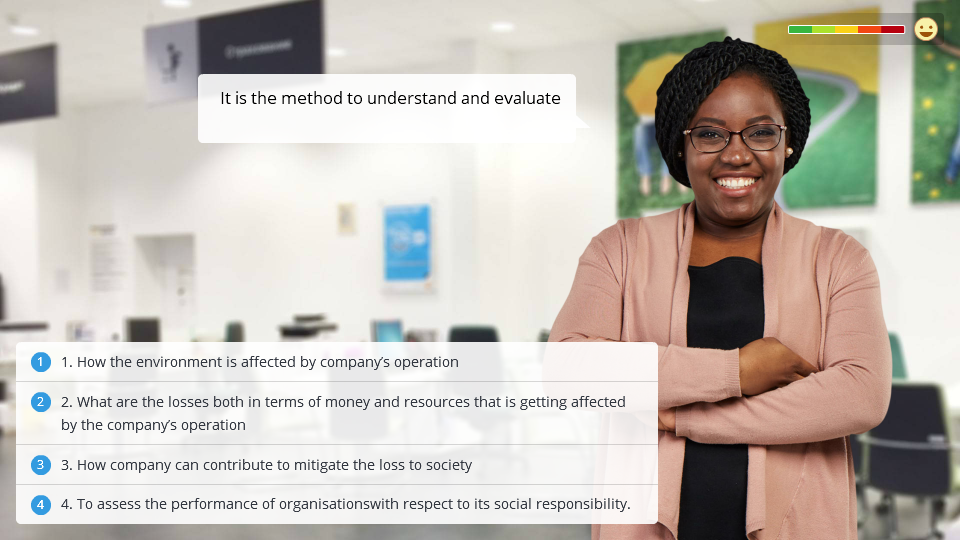 It is the method to understand and evaluate
1 1. How the environment is affected by company’s operation
2 2. What are the losses both in terms of money and resources that is getting affected
by the company’s operation
3 3. How company can contribute to mitigate the loss to society
4 4. To assess the performance of organisationswith respect to its social responsibility.